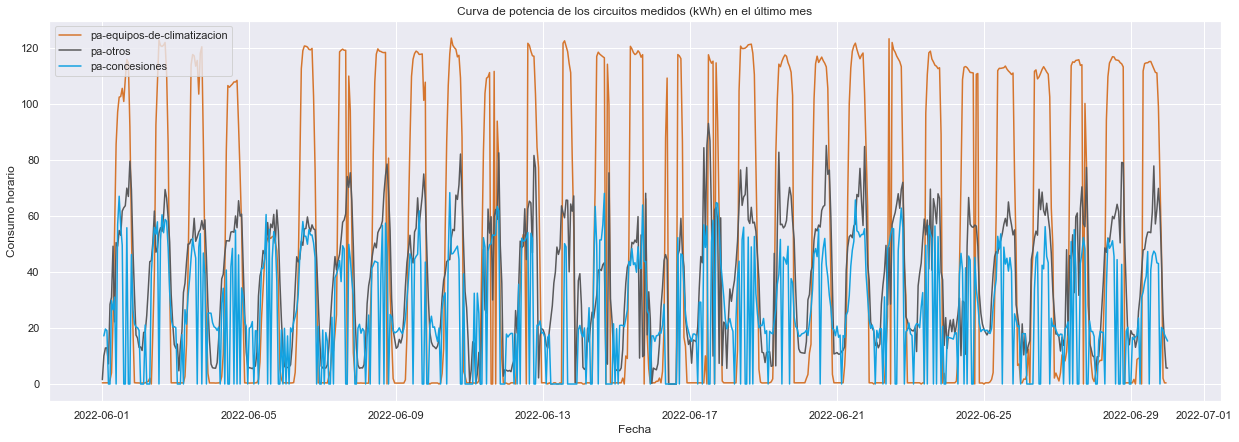 Curva de potencia de los circuitos medidos (kWh) en el último mes
pa-equipos-de-climatizacion
pa-otros
pa-concesiones
Consumo horario
120
100
80
60
40
20
0
2022-06-01
2022-06-05
2022-06-09
2022-06-13
2022-06-17
2022-06-21
2022-06-25
2022-06-29
2022-07-01
Fecha